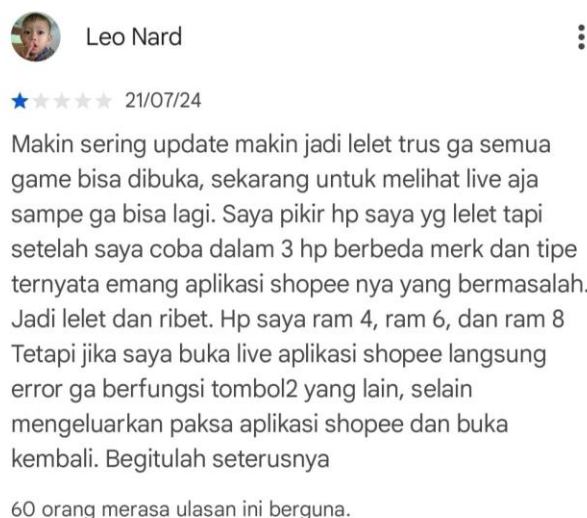 Leo Nard
21/07/24
Makin sering update makin jadi lelet trus ga semua
game bisa dibuka, sekarang untuk melihat live aja
sampe ga bisa lagi. Saya pikir hp saya yg lelet tapi
setelah saya coba dalam 3 hp berbeda merk dan tipe
ternyata emang aplikasi shopee nya yang bermasalah.
Jadi lelet dan ribet. Hp saya ram 4, ram 6, dan ram 8
Tetapi jika saya buka live aplikasi shopee langsung
error ga berfungsi tombol2 yang lain, selain
mengeluarkan paksa aplikasi shopee dan buka
kembali. Begitulah seterusnya
60 orang merasa ulasan ini berguna.